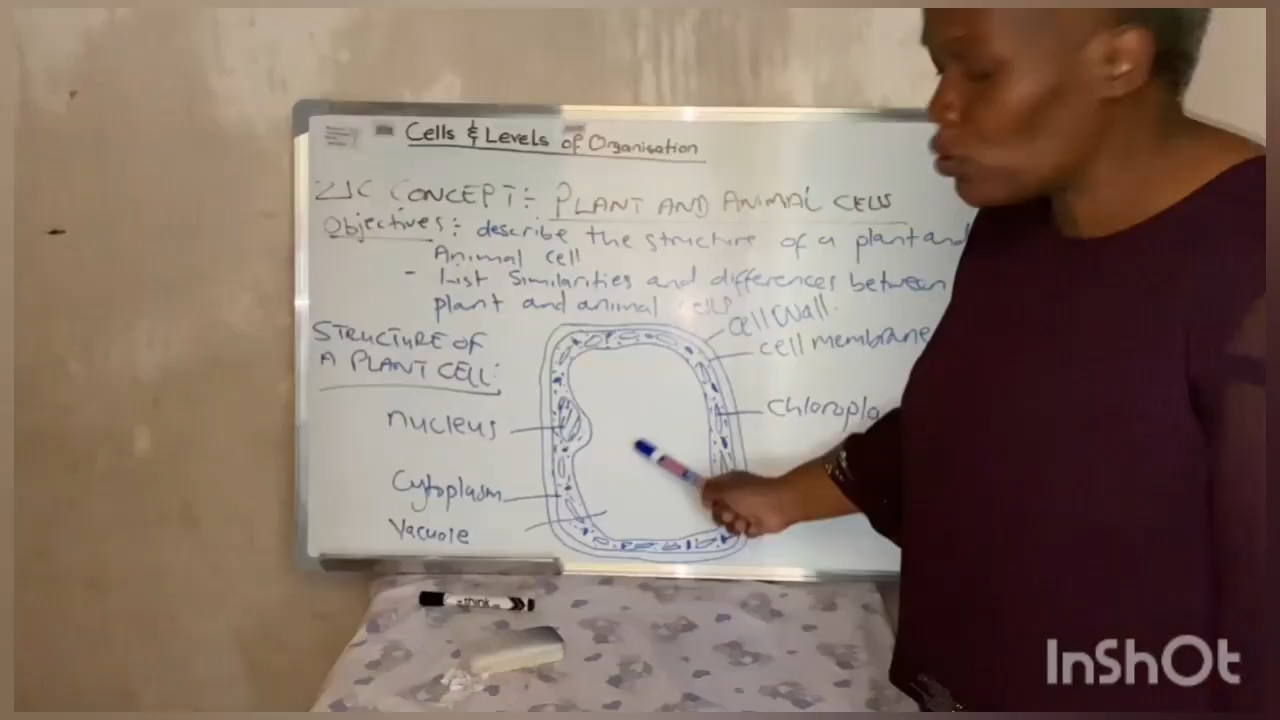 Cells & Levels of Organisation
CONCEPT:- PLANT AND ANIMAL CELLS
Objectives: describe the structure of a plant and
Animal cell
- List Similarities and differences between
plant and animal cells
STRUCTURE OF
A PLANT CELL:
cell wall.
cell membrane
nucleus
chloropla
Cytoplasm
Vacuole
think
InShOt